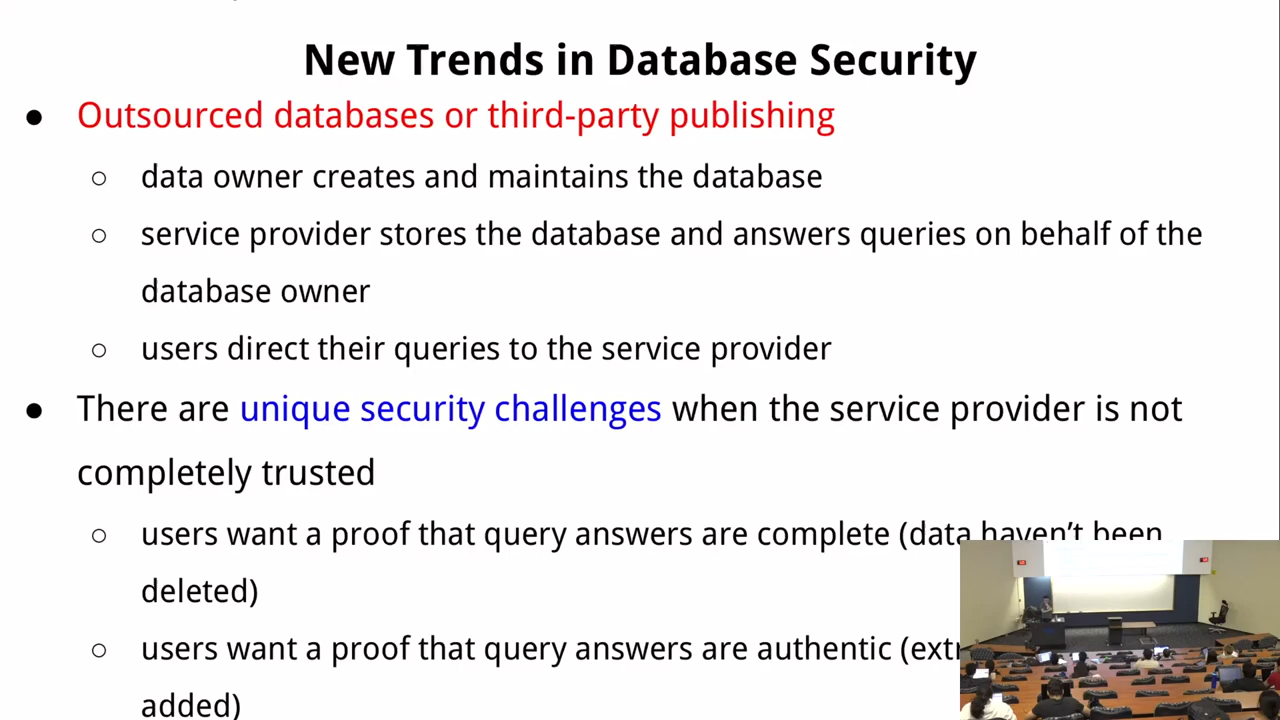 New Trends in Database Security
● Outsourced databases or third-party publishing
○ data owner creates and maintains the database
○ service provider stores the database and answers queries on behalf of the
database owner
○ users direct their queries to the service provider
● There are unique security challenges when the service provider is not
completely trusted
○ users want a proof that query answers are complete (data haven’t been
deleted)
○ users want a proof that query answers are authentic
added)